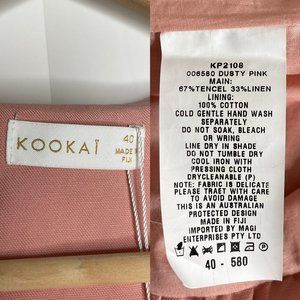 KOOKAÏ
40
MADE IN
FIJI
KP2108
006580 DUSTY PINK
MAIN:
67%TENCEL 33%LINEN
LINING:
100% COTTON
COLD GENTLE HAND WASH
SEPARATELY
DO NOT SOAK, BLEACH
OR WRING
LINE DRY IN SHADE
DO NOT TUMBLE DRY
COOL IRON WITH
PRESSING CLOTH
DRYCLEANABLE (P)
NOTE: FABRIC IS DELICATE
PLEASE TRAET WITH CARE
TO AVOID DAMAGE
THIS IS AN AUSTRALIAN
PROTECTED DESIGN
MADE IN FIJI
IMPORTED BY MAGI
ENTERPRISES PTY LTD
40 - 580